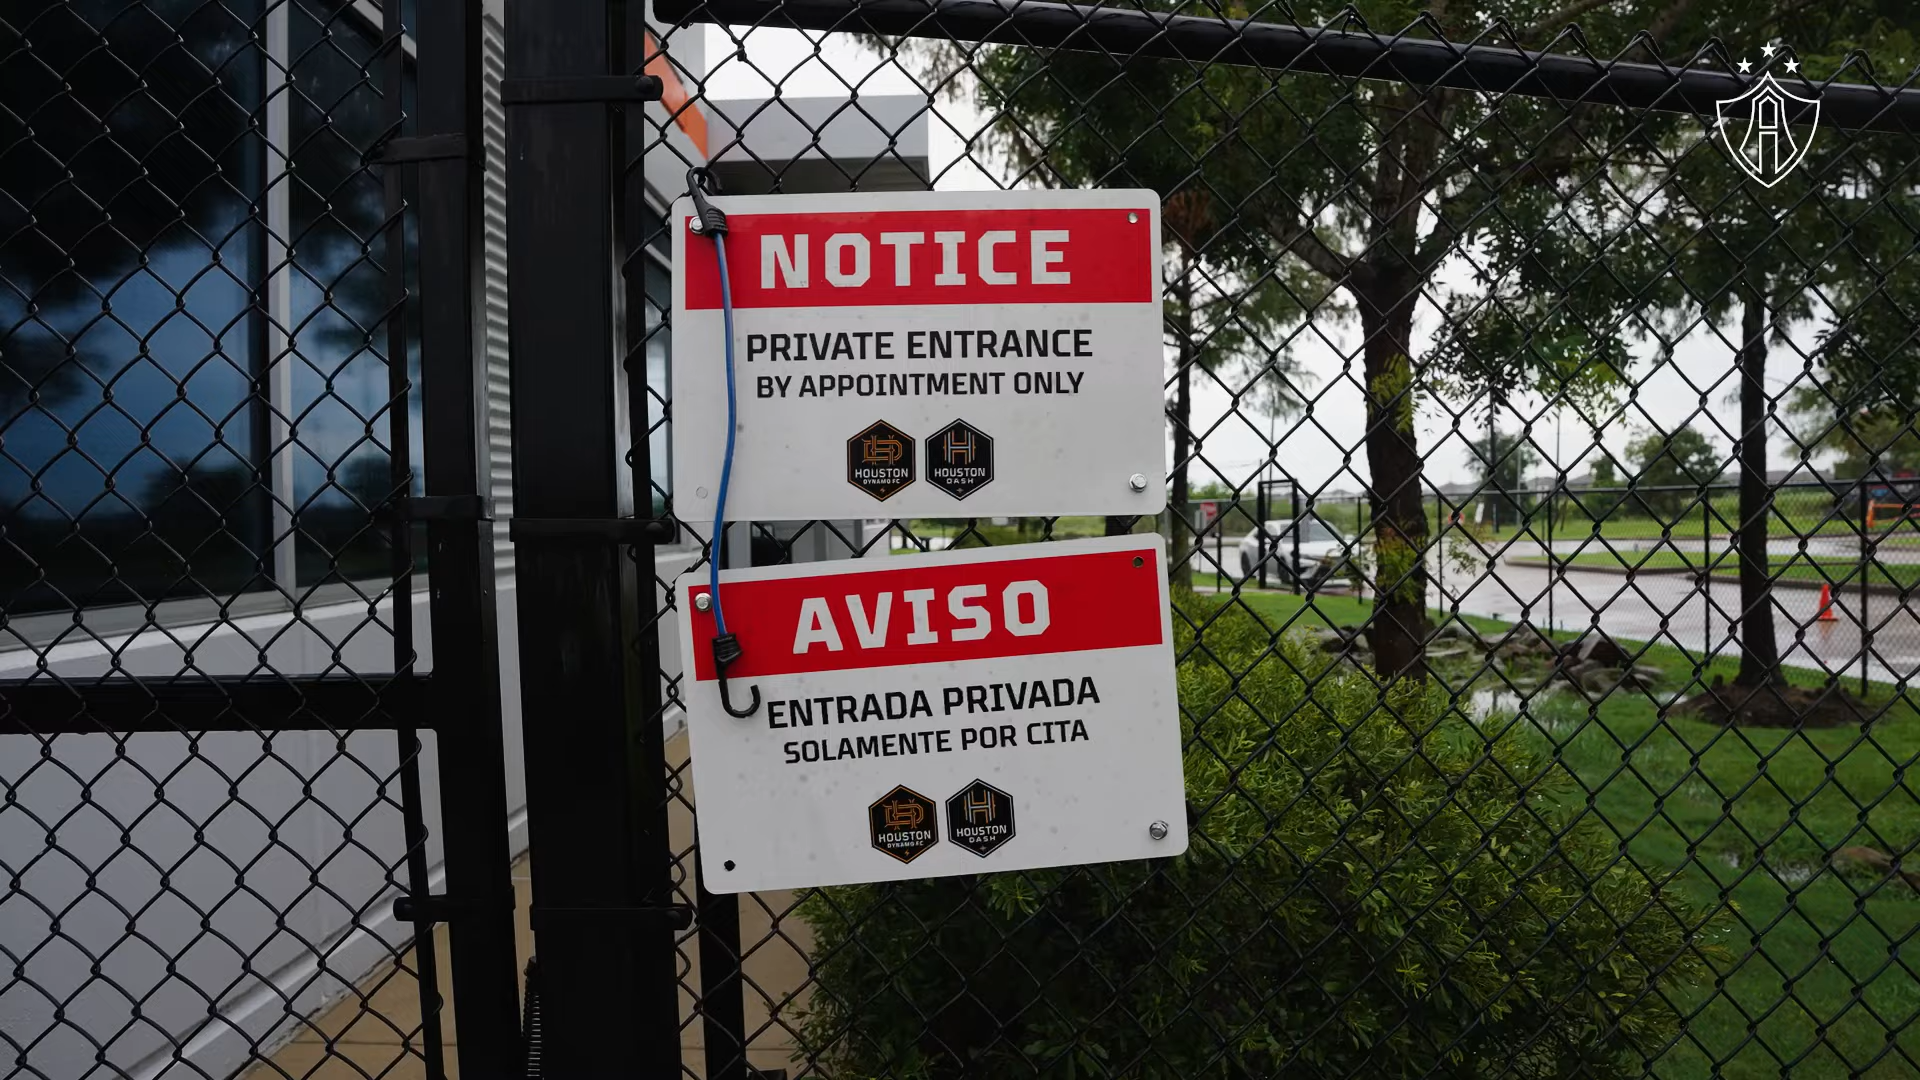 NOTICE
PRIVATE ENTRANCE
BY APPOINTMENT ONLY
HOUSTON
DYNAMO FC
HOUSTON
DASH
AVISO
ENTRADA PRIVADA
SOLAMENTE POR CITA
HOUSTON
DYNAMO FC
HOUSTON
DASH